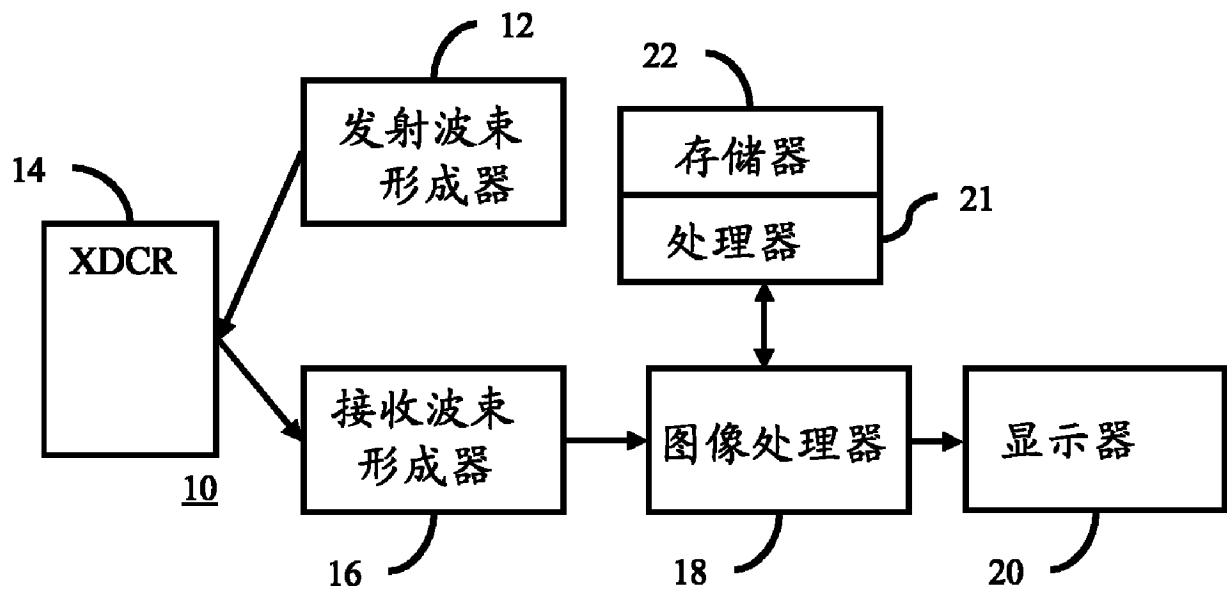 12
发射波束
形成器
22
存储器
处理器
21
14
XDCR
10
接收波束
形成器
16
图像处理器
18
显示器
20